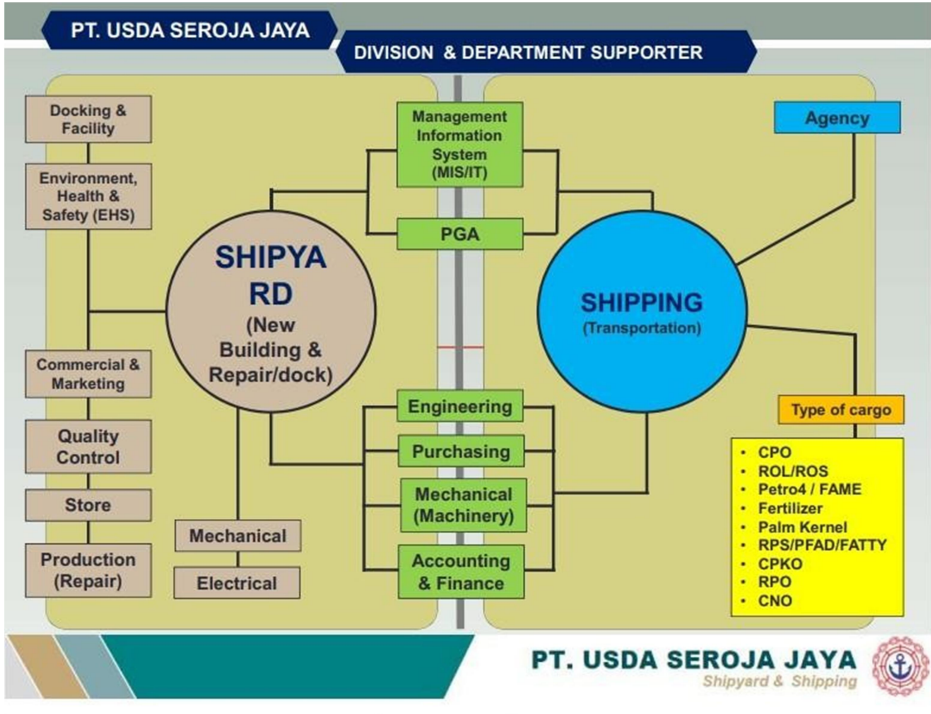 PT. USDA SEROJA JAYA
DIVISION & DEPARTMENT SUPPORTER
Docking &
Facility
Environment,
Health &
Safety (EHS)
SHIPYA
RD
(New
Building &
Repair/dock)
Commercial &
Marketing
Quality
Control
Store
Production
(Repair)
Mechanical
Electrical
Management
Information
System
(MIS/IT)
PGA
Engineering
Purchasing
Mechanical
(Machinery)
Accounting
& Finance
Agency
SHIPPING
(Transportation)
Type of cargo
• CPO
• ROL/ROS
• Petro4 / FAME
• Fertilizer
• Palm Kernel
• RPS/PFAD/FATTY
• CPKO
• RPO
• CNO
PT. USDA SEROJA JAYA
Shipyard & Shipping